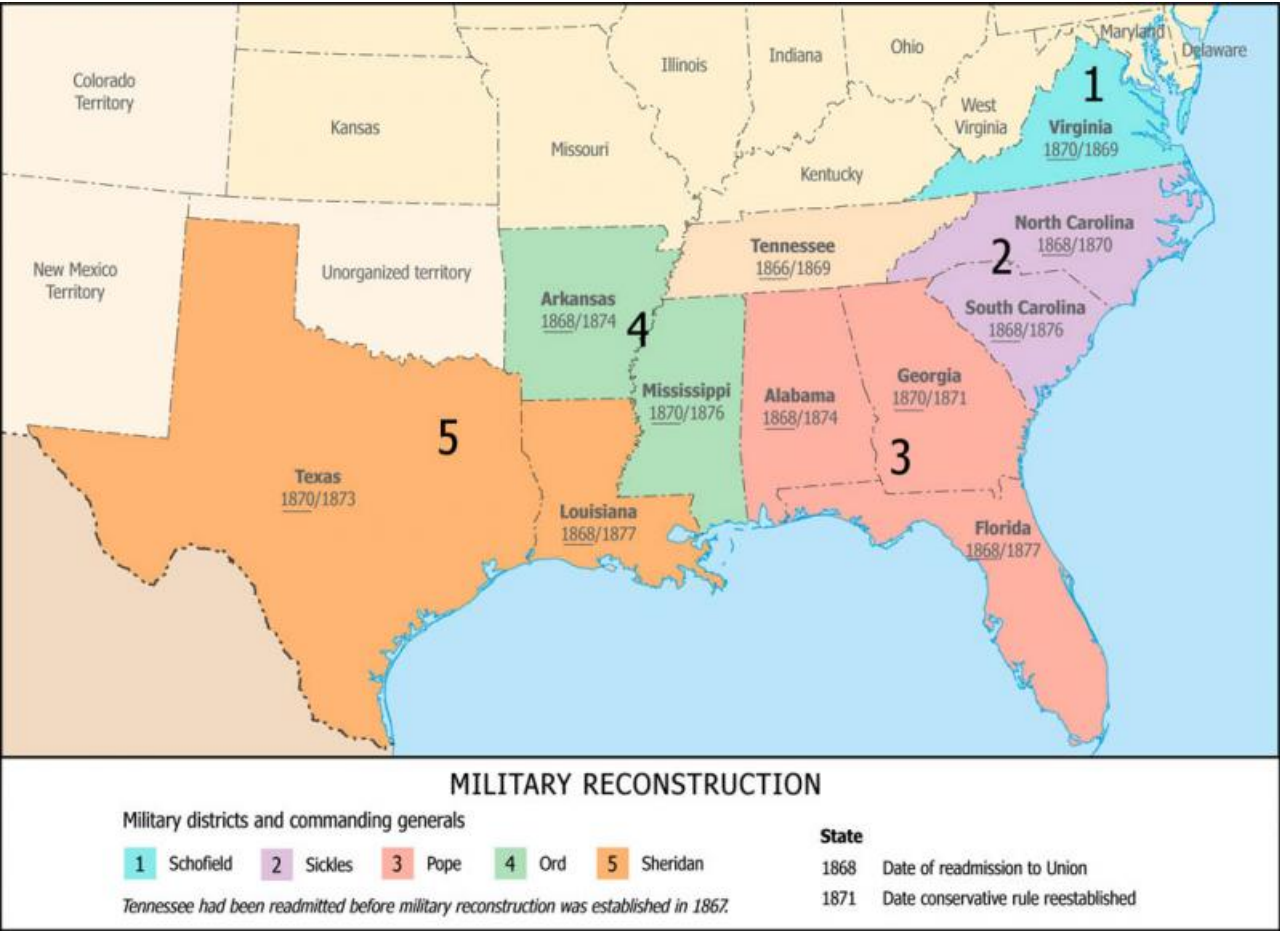 Maryland
Delaware
Ohio
Indiana
Illinois
Colorado
Territory
1
West
Virginia
Kansas
Virginia
1870/1869
Missouri
Kentucky
North Carolina
1868/1870
Tennessee
1866/1869
2
New Mexico
Territory
Unorganized territory
Arkansas
1868/1874
4
South Carolina
1868/1876
Mississippi
1870/1876
Alabama
1868/1874
Georgia
1870/1871
5
3
Texas
1870/1873
Louisiana
1868/1877
Florida
1868/1877
MILITARY RECONSTRUCTION
Military districts and commanding generals
1 Schofield 2 Sickles 3 Pope 4 Ord 5 Sheridan
Tennessee had been readmitted before military reconstruction was established in 1867.
State
1868 Date of readmission to Union
1871 Date conservative rule reestablished